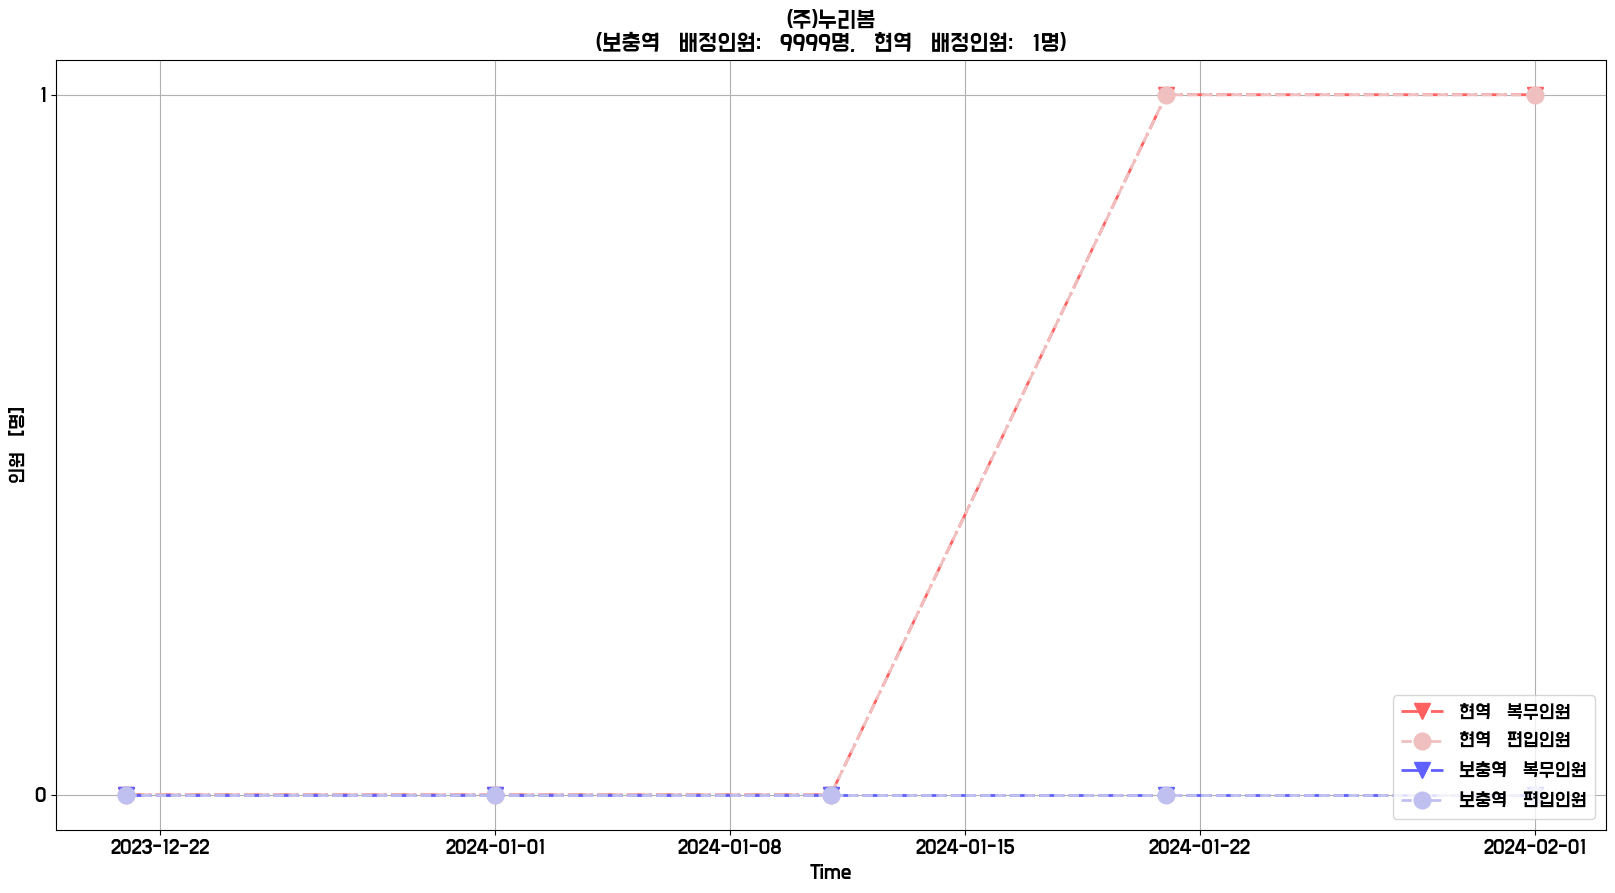 (주)누리봄
(보충역 배정인원: 9999명, 현역 배정인원: 1명)
인원 [명]
1
0
현역 복무인원
현역 편입인원
보충역 복무인원
보충역 편입인원
2023-12-22 2024-01-01 2024-01-08 2024-01-15 2024-01-22 2024-02-01
Time